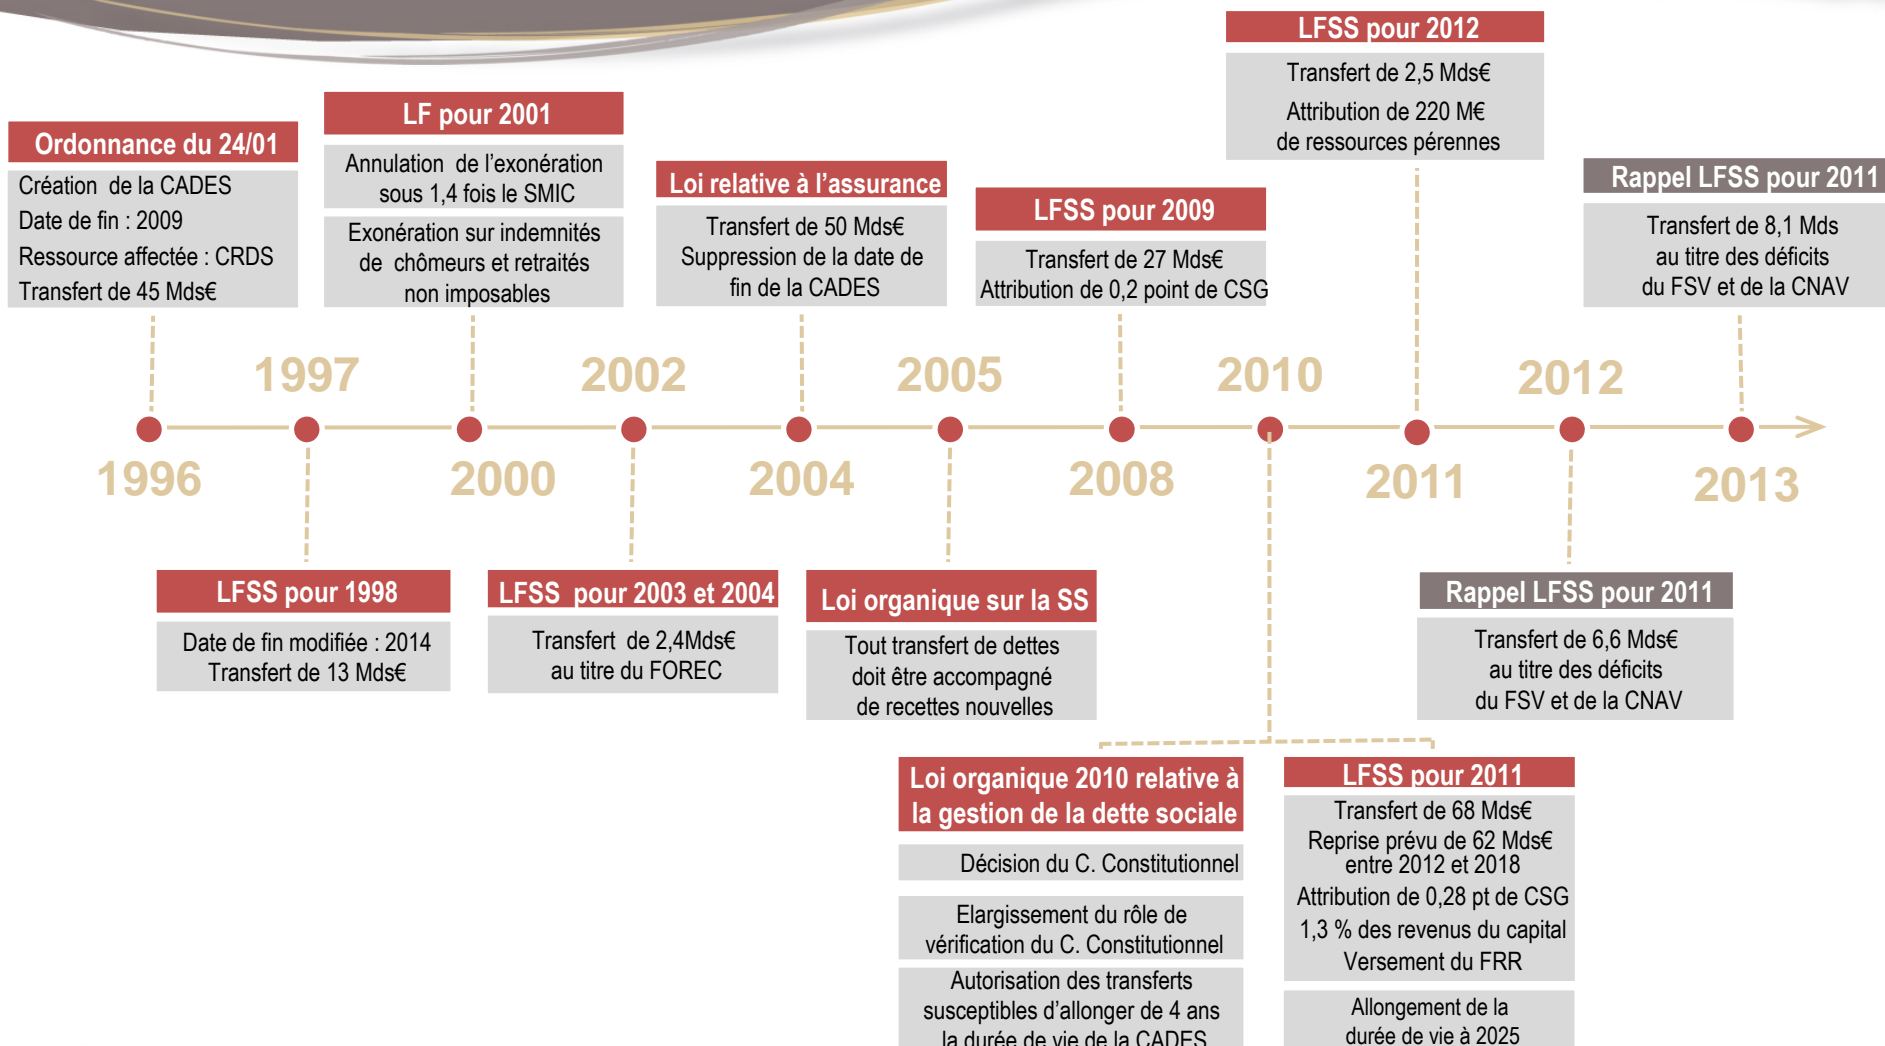 Ordonnance du 24/01
Création de la CADES
Date de fin : 2009
Ressource affectée : CRDS
Transfert de 45 Mds€
LF pour 2001
Annulation de l’exonération
sous 1,4 fois le SMIC
Exonération sur indemnités
de chômeurs et retraités
non imposables
Loi relative à l’assurance
Transfert de 50 Mds€
Suppression de la date de
fin de la CADES
LFSS pour 2009
Transfert de 27 Mds€
Attribution de 0,2 point de CSG
LFSS pour 2012
Transfert de 2,5 Mds€
Attribution de 220 M€
de ressources pérennes
Rappel LFSS pour 2011
Transfert de 8,1 Mds
au titre des déficits
du FSV et de la CNAV
1997
2002
2005
2010
2012
1996
2000
2004
2008
2011
2013
LFSS pour 1998
Date de fin modifiée : 2014
Transfert de 13 Mds€
LFSS pour 2003 et 2004
Transfert de 2,4Mds€
au titre du FOREC
Loi organique sur la SS
Tout transfert de dettes
doit être accompagné
de recettes nouvelles
Rappel LFSS pour 2011
Transfert de 6,6 Mds€
au titre des déficits
du FSV et de la CNAV
Loi organique 2010 relative à
la gestion de la dette sociale
Décision du C. Constitutionnel
Elargissement du rôle de
vérification du C. Constitutionnel
Autorisation des transferts
susceptibles d’allonger de 4 ans
la durée de vie de la CADES
LFSS pour 2011
Transfert de 68 Mds€
Reprise prévu de 62 Mds€
entre 2012 et 2018
Attribution de 0,28 pt de CSG
1,3 % des revenus du capital
Versement du FRR
Allongement de la
durée de vie à 2025